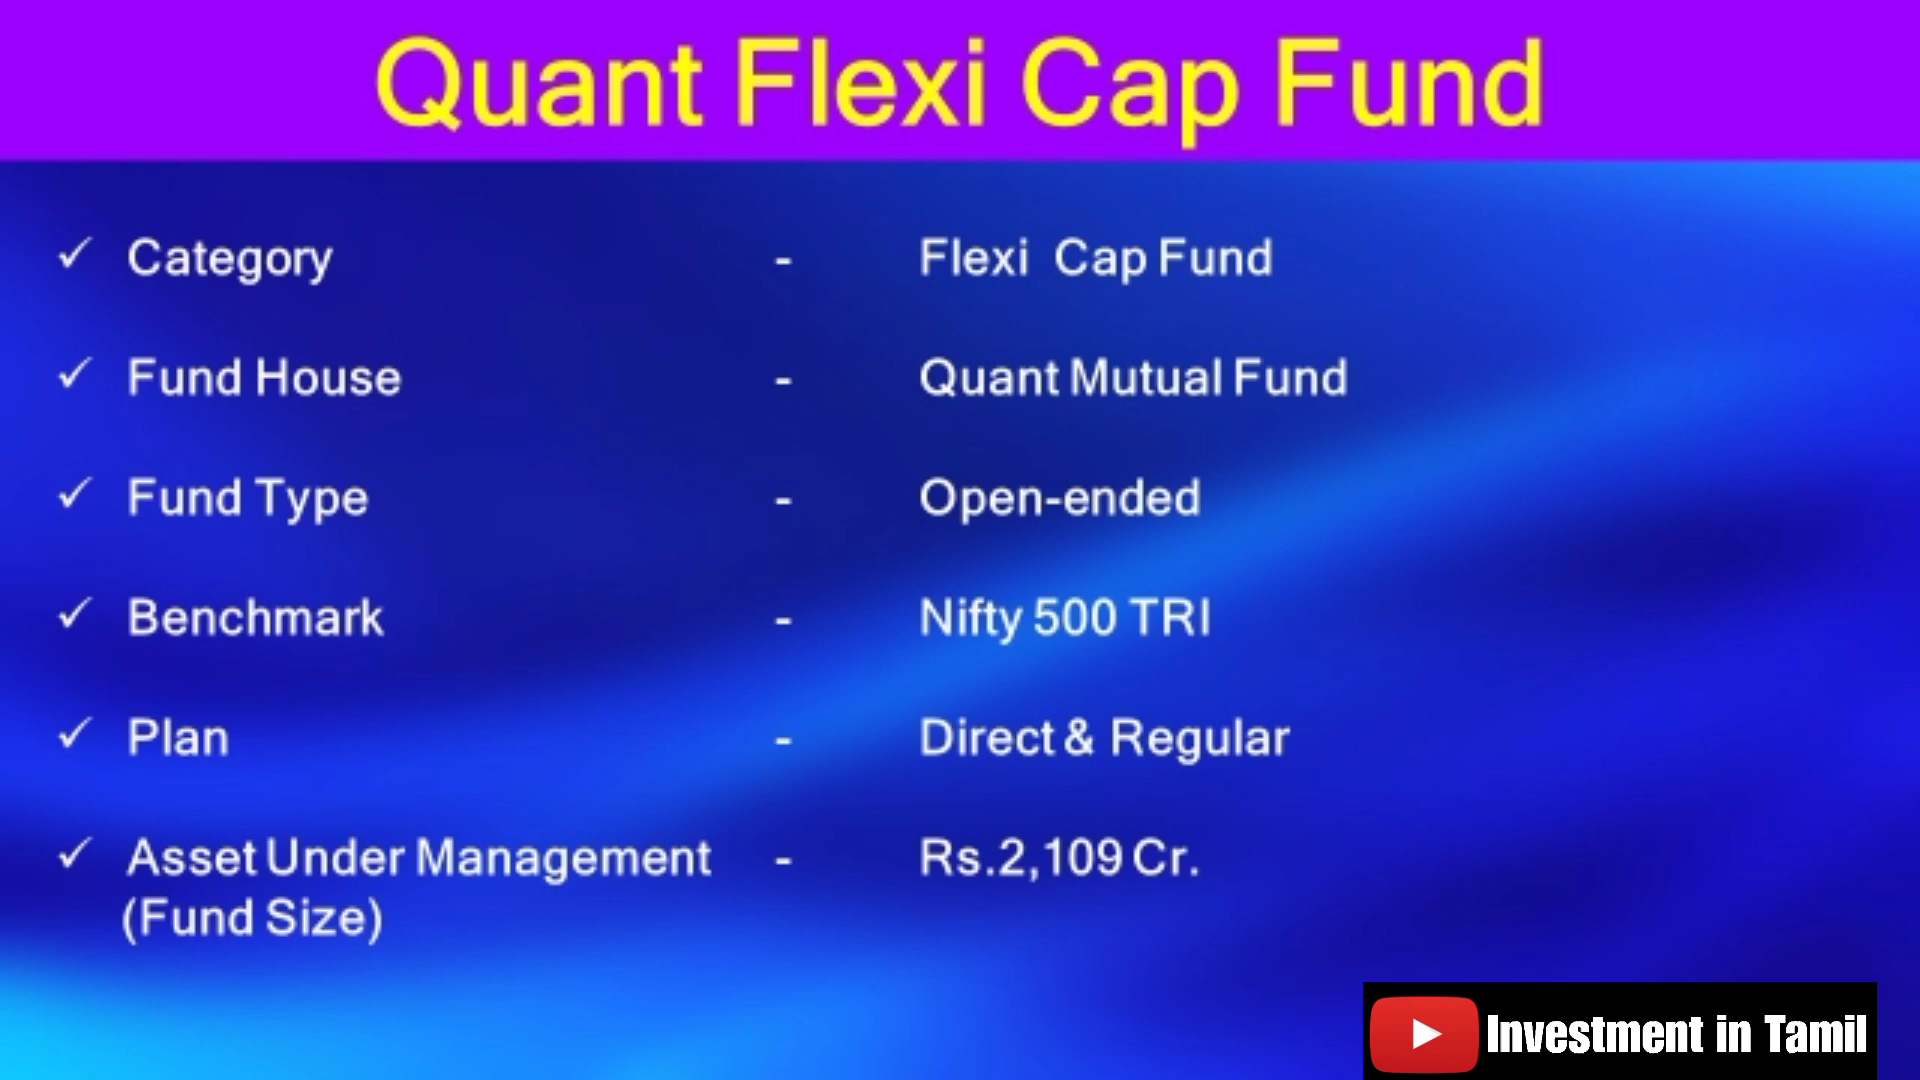 Quant Flexi Cap Fund
✓ Category - Flexi Cap Fund
✓ Fund House - Quant Mutual Fund
✓ Fund Type - Open-ended
✓ Benchmark - Nifty 500 TRI
✓ Plan - Direct & Regular
✓ Asset Under Management - Rs.2,109 Cr.
(Fund Size)
Investment in Tamil